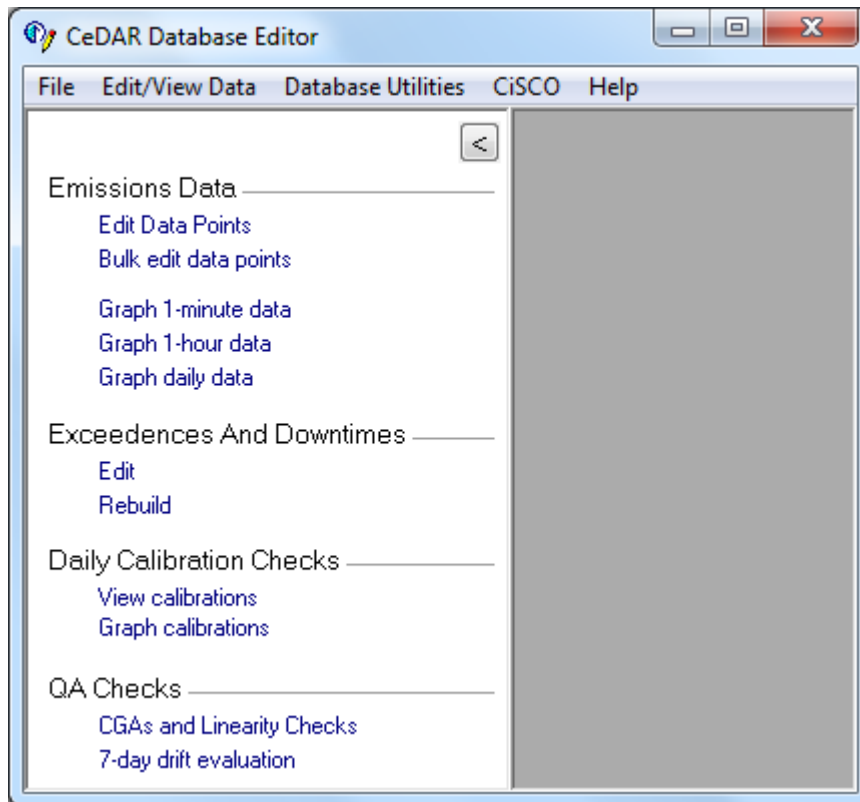 CeDAR Database Editor
File Edit/View Data Database Utilities CiSCO Help
<
Emissions Data
Edit Data Points
Bulk edit data points
Graph 1-minute data
Graph 1-hour data
Graph daily data
Exceedences And Downtimes
Edit
Rebuild
Daily Calibration Checks
View calibrations
Graph calibrations
QA Checks
CGAs and Linearity Checks
7-day drift evaluation